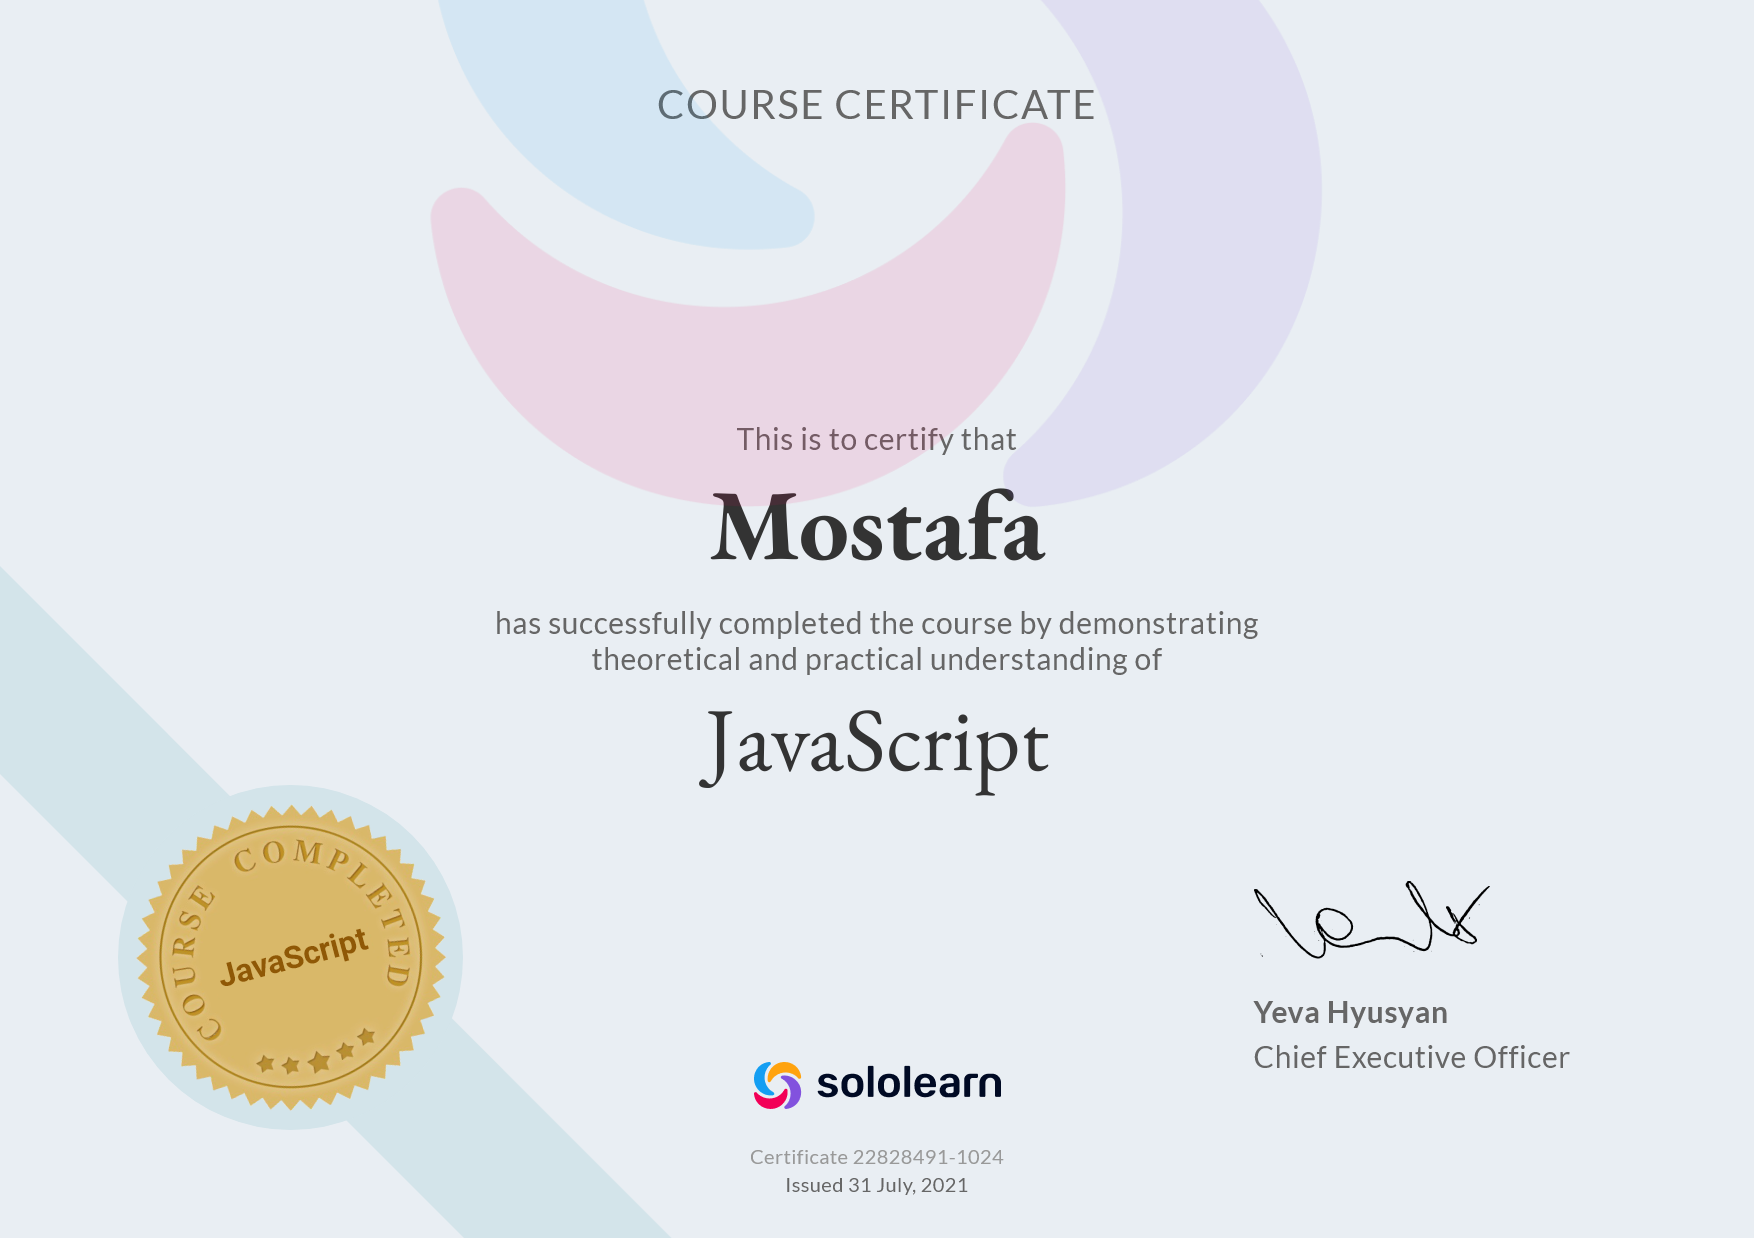 COURSE CERTIFICATE
This is to certify that
Mostafa
has successfully completed the course by demonstrating
theoretical and practical understanding of
JavaScript
COURSE COMPLETED
JavaScript
Yeva Hyusyan
Chief Executive Officer
sololearn
Certificate 22828491-1024
Issued 31 July, 2021